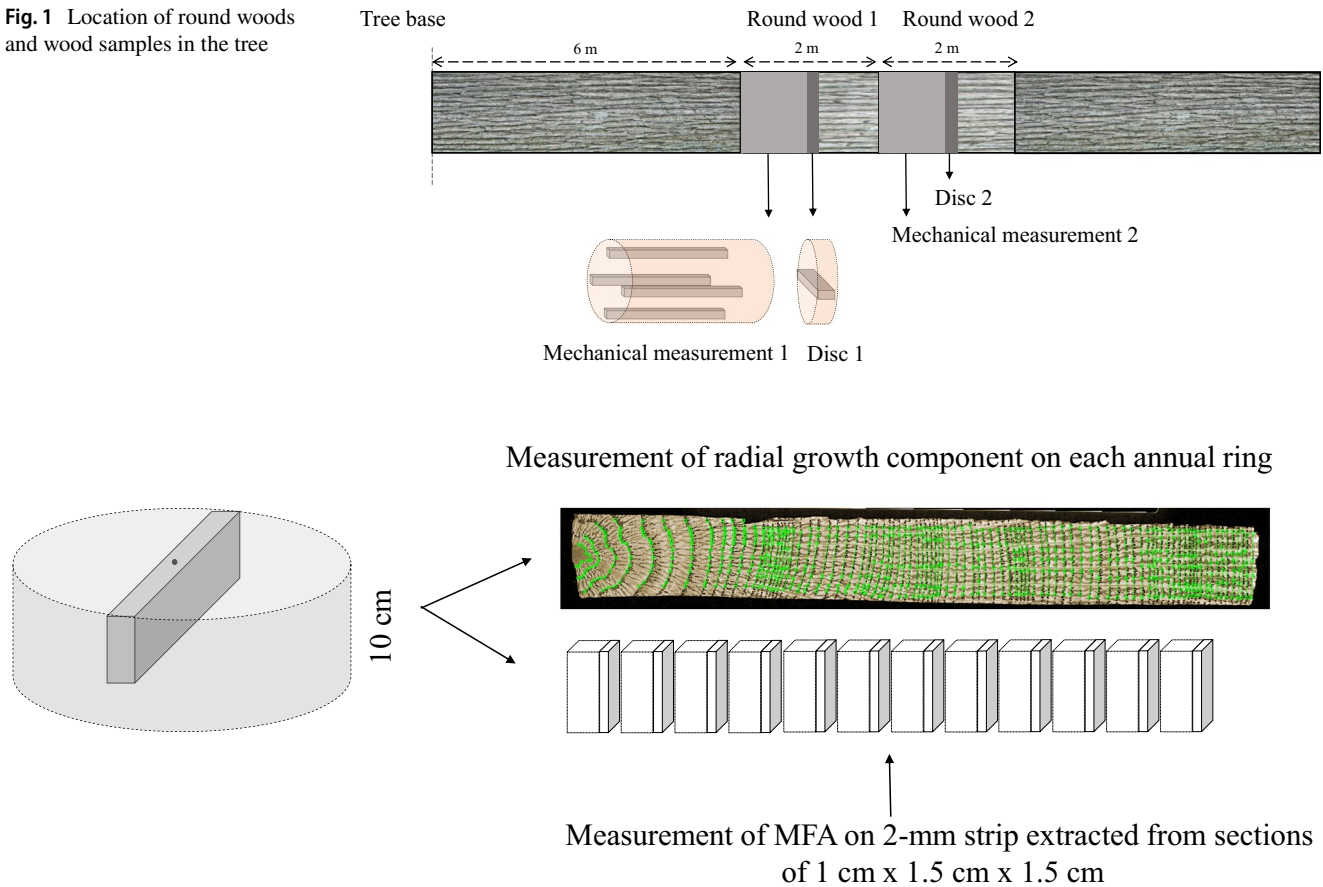 Fig. 1 Location of round woods
and wood samples in the tree
Tree base
Round wood 1
Round wood 2
6 m
2 m
2 m
Disc 2
Mechanical measurement 2
Mechanical measurement 1
Disc 1
Measurement of radial growth component on each annual ring
10 cm
Measurement of MFA on 2-mm strip extracted from sections
of 1 cm x 1.5 cm x 1.5 cm